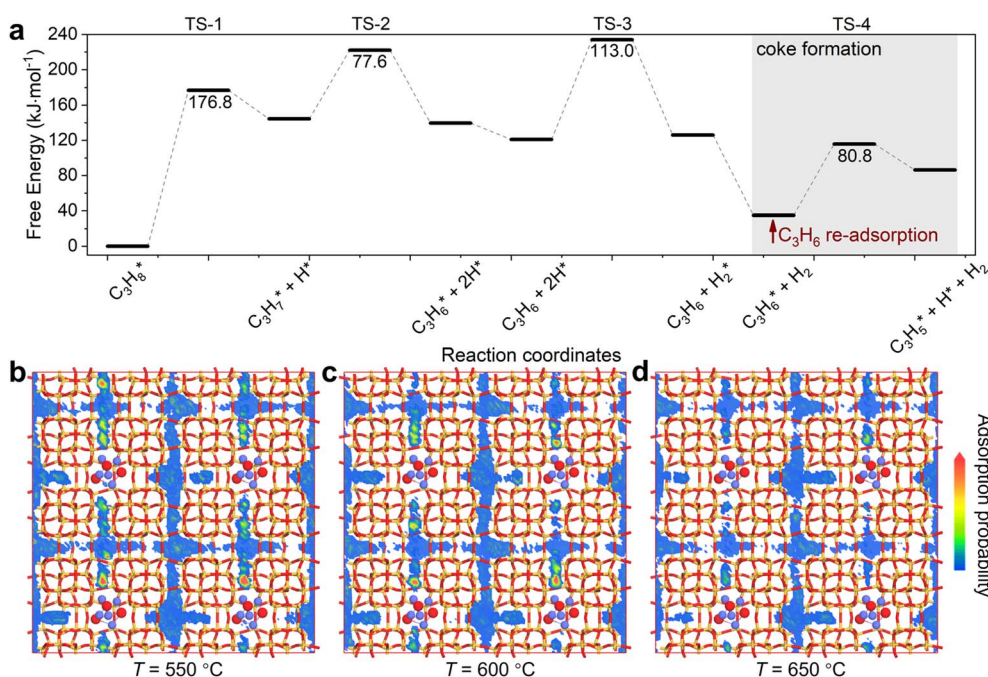 a
TS-1 TS-2 TS-3 TS-4
Free Energy (kJ·mol⁻¹)
240
200
160
120
80
40
0
176.8
77.6
113.0
coke formation
80.8
C₃H₆ re-adsorption
C₃H₈*
C₃H₇* + H*
C₃H₆* + 2H*
C₃H₆ + 2H*
C₃H₆ + H₂*
C₃H₆* + H₂
C₃H₅* + H* + H₂
Reaction coordinates
b c d
Adsorption probability
T = 550 °C T = 600 °C T = 650 °C